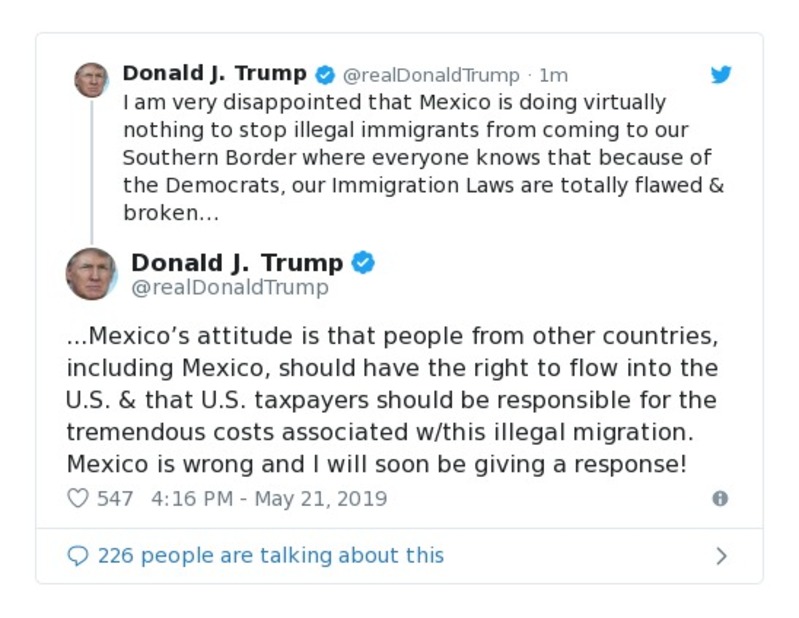 Donald J. Trump @realDonaldTrump · 1m
I am very disappointed that Mexico is doing virtually
nothing to stop illegal immigrants from coming to our
Southern Border where everyone knows that because of
the Democrats, our Immigration Laws are totally flawed &
broken...
Donald J. Trump
@realDonaldTrump
...Mexico’s attitude is that people from other countries,
including Mexico, should have the right to flow into the
U.S. & that U.S. taxpayers should be responsible for the
tremendous costs associated w/this illegal migration.
Mexico is wrong and I will soon be giving a response!
547 4:16 PM - May 21, 2019
226 people are talking about this